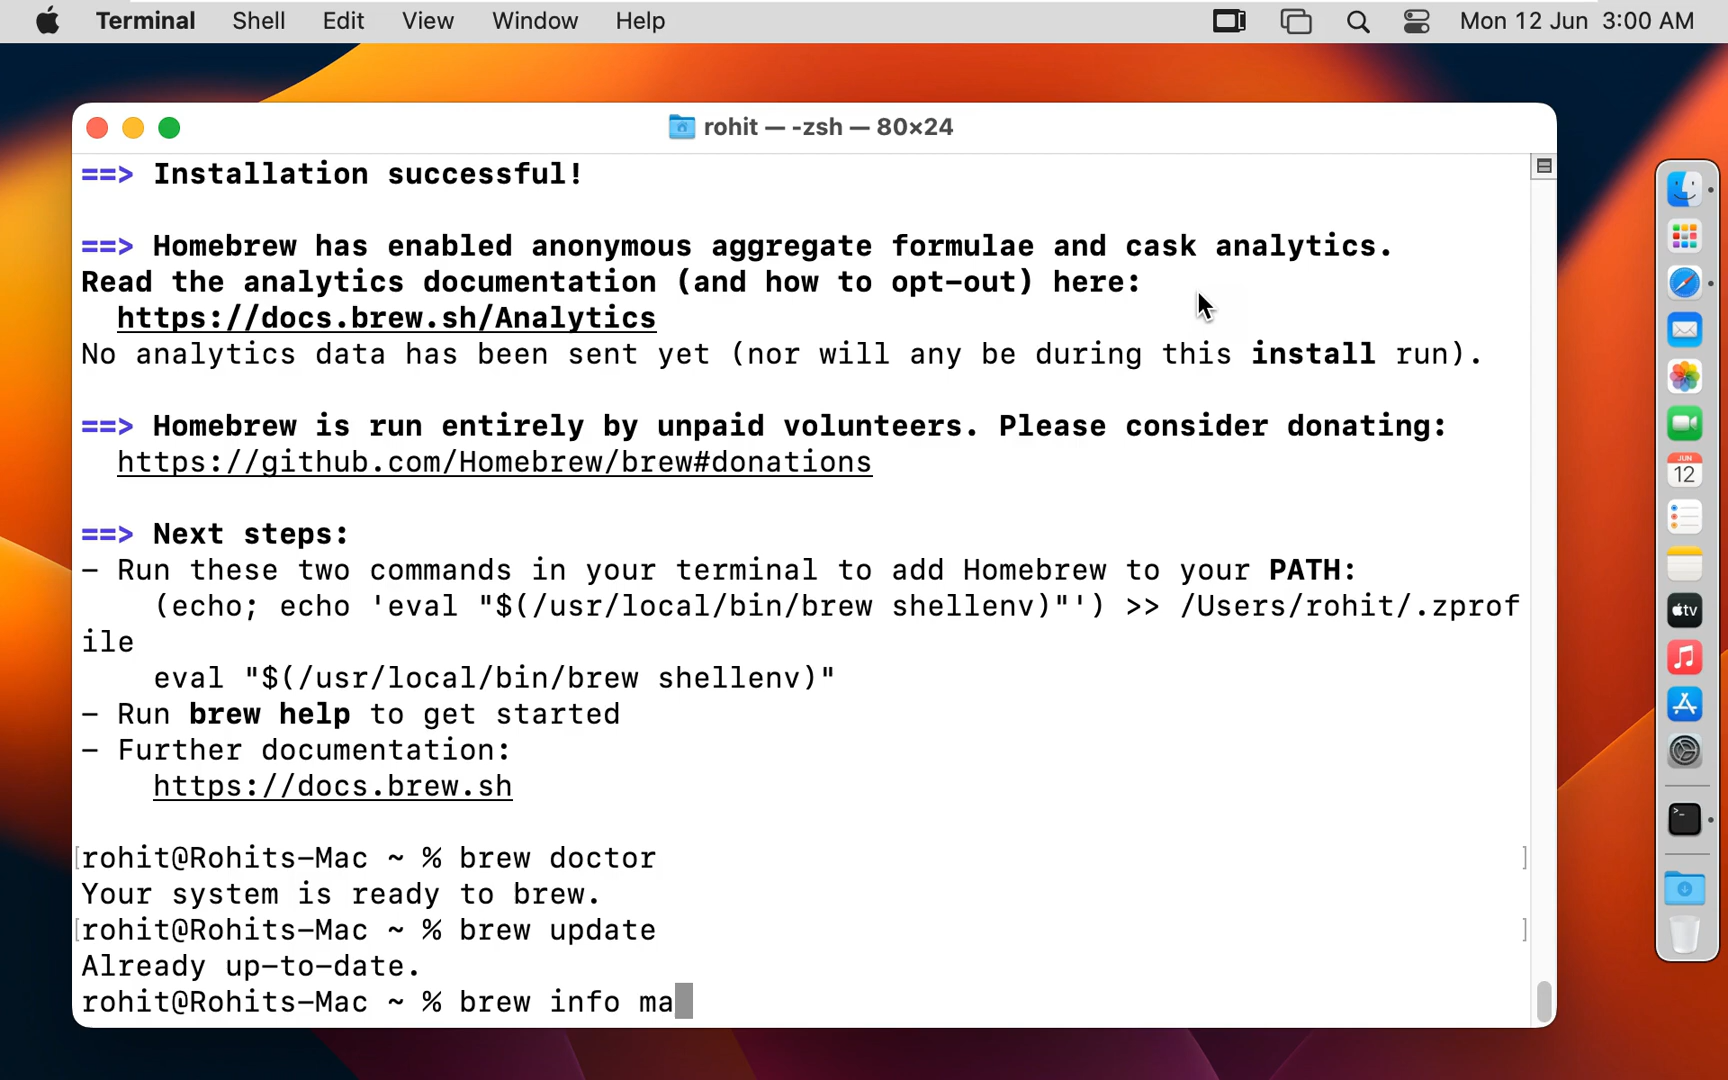 Terminal Shell Edit View Window Help Mon 12 Jun 3:00 AM
rohit — -zsh — 80×24
==> Installation successful!
==> Homebrew has enabled anonymous aggregate formulae and cask analytics.
Read the analytics documentation (and how to opt-out) here:
https://docs.brew.sh/Analytics
No analytics data has been sent yet (nor will any be during this install run).
==> Homebrew is run entirely by unpaid volunteers. Please consider donating:
https://github.com/Homebrew/brew#donations
==> Next steps:
- Run these two commands in your terminal to add Homebrew to your PATH:
(echo; echo 'eval "$(/usr/local/bin/brew shellenv)"') >> /Users/rohit/.zprof
ile
eval "$(/usr/local/bin/brew shellenv)"
- Run brew help to get started
- Further documentation:
https://docs.brew.sh
[rohit@Rohits-Mac ~ % brew doctor ]
Your system is ready to brew.
[rohit@Rohits-Mac ~ % brew update ]
Already up-to-date.
rohit@Rohits-Mac ~ % brew info ma
JUN
12
tv